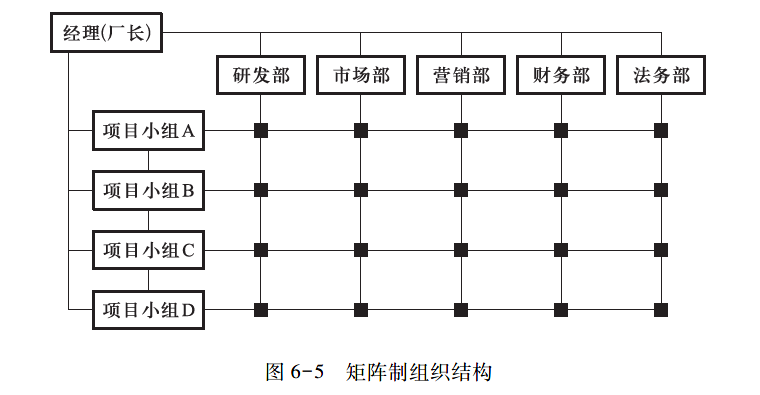 经理(厂长)
研发部 市场部 营销部 财务部 法务部
项目小组A
项目小组B
项目小组C
项目小组D
图 6-5 矩阵制组织结构